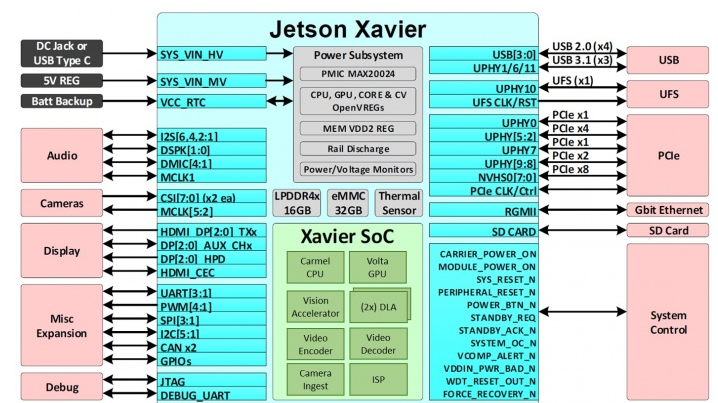 Jetson Xavier
DC Jack or
USB Type C
5V REG
Batt Backup
Audio
Cameras
Display
Misc
Expansion
Debug
SYS_VIN_HV
SYS_VIN_MV
VCC_RTC
I2S[6,4,2:1]
DSPK[1:0]
DMIC[4:1]
MCLK1
CSI[7:0] (x2 ea)
MCLK[5:2]
HDMI_DP[2:0]_TXx
DP[2:0]_AUX_CHx
DP[2:0]_HPD
HDMI_CEC
UART[3:1]
PWM[4:1]
SPI[3:1]
I2C[5:1]
CAN x2
GPIOs
JTAG
DEBUG_UART
Power Subsystem
PMIC MAX20024
CPU, GPU, CORE & CV
OpenVREGs
MEM VDD2 REG
Rail Discharge
Power/Voltage Monitors
LPDDR4x
16GB
eMMC
32GB
Thermal
Sensor
Xavier SoC
Carmel
CPU
Volta
GPU
Vision
Accelerator
(2x) DLA
Video
Encoder
Video
Decoder
Camera
Ingest
ISP
USB[3:0]
UPHY1/6/11
UPHY10
UFS CLK/RST
UPHY0
UPHY[5:2]
UPHY7
UPHY[9:8]
NVHS0[7:0]
PCIe CLK/Ctrl
RGMII
SD CARD
CARRIER_POWER_ON
MODULE_POWER_ON
SYS_RESET_N
PERIPHERAL_RESET_N
POWER_BTN_N
STANDBY_REQ
STANDBY_ACK_N
SYSTEM_OC_N
VCOMP_ALERT_N
VDDIN_PWR_BAD_N
WDT_RESET_OUT_N
FORCE_RECOVERY_N
USB 2.0 (x4)
USB 3.1 (x3)
UFS (x1)
PCIe x1
PCIe x4
PCIe x1
PCIe x2
PCIe x8
USB
UFS
PCIe
Gbit Ethernet
SD Card
System
Control